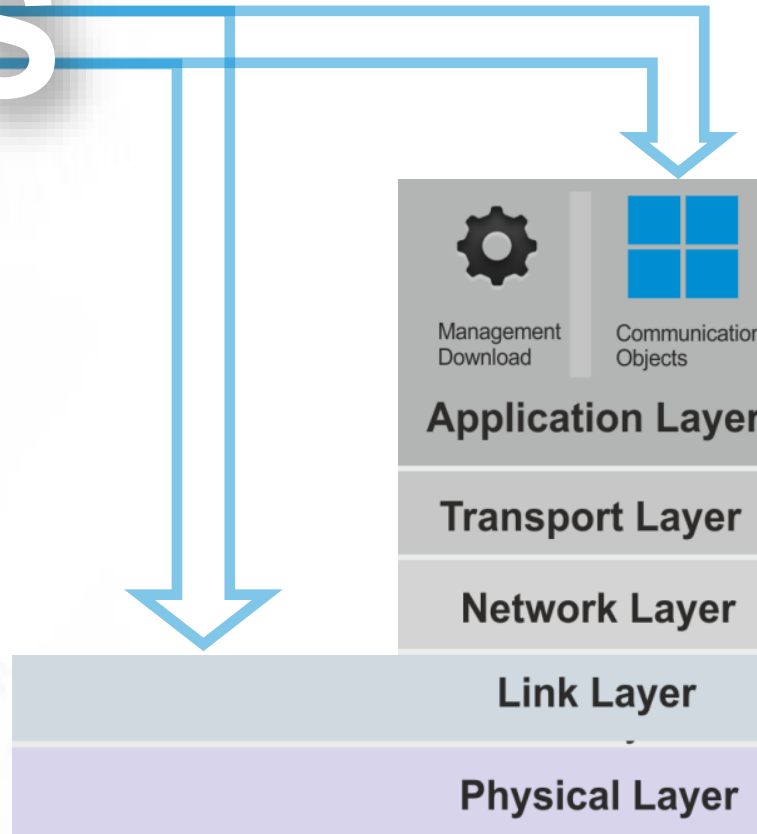 S
Management
Download
Communication
Objects
Application Layer
Transport Layer
Network Layer
Link Layer
Physical Layer